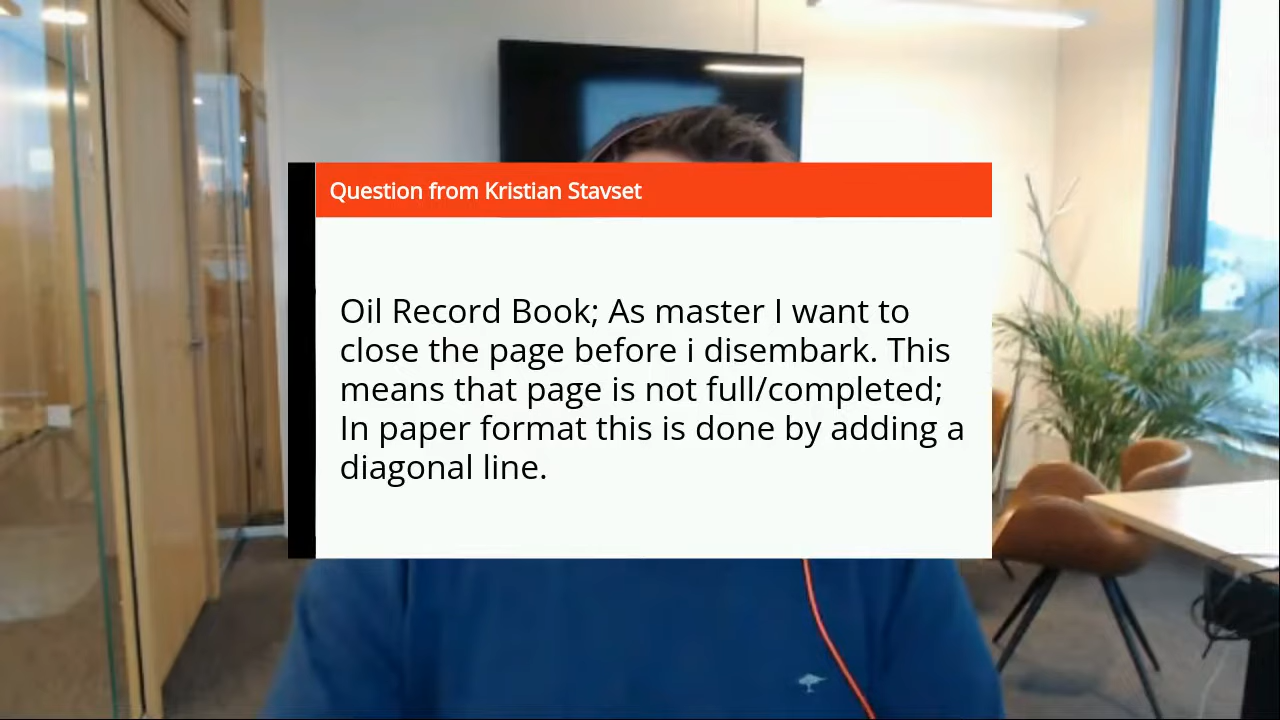 Question from Kristian Stavset
Oil Record Book; As master I want to
close the page before i disembark. This
means that page is not full/completed;
In paper format this is done by adding a
diagonal line.